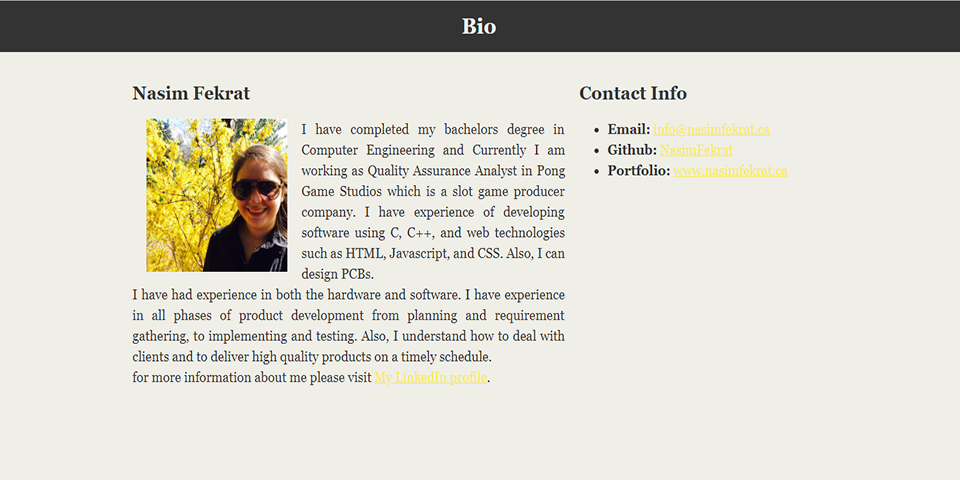 Bio
Nasim Fekrat
I have completed my bachelors degree in
Computer Engineering and Currently I am
working as Quality Assurance Analyst in Pong
Game Studios which is a slot game producer
company. I have experience of developing
software using C, C++, and web technologies
such as HTML, Javascript, and CSS. Also, I can
design PCBs.
I have had experience in both the hardware and software. I have experience
in all phases of product development from planning and requirement
gathering, to implementing and testing. Also, I understand how to deal with
clients and to deliver high quality products on a timely schedule.
for more information about me please visit My LinkedIn profile.
Contact Info
Email: info@nasimfekrat.ca
Github: NasimFekrat
Portfolio: www.nasimfekrat.ca